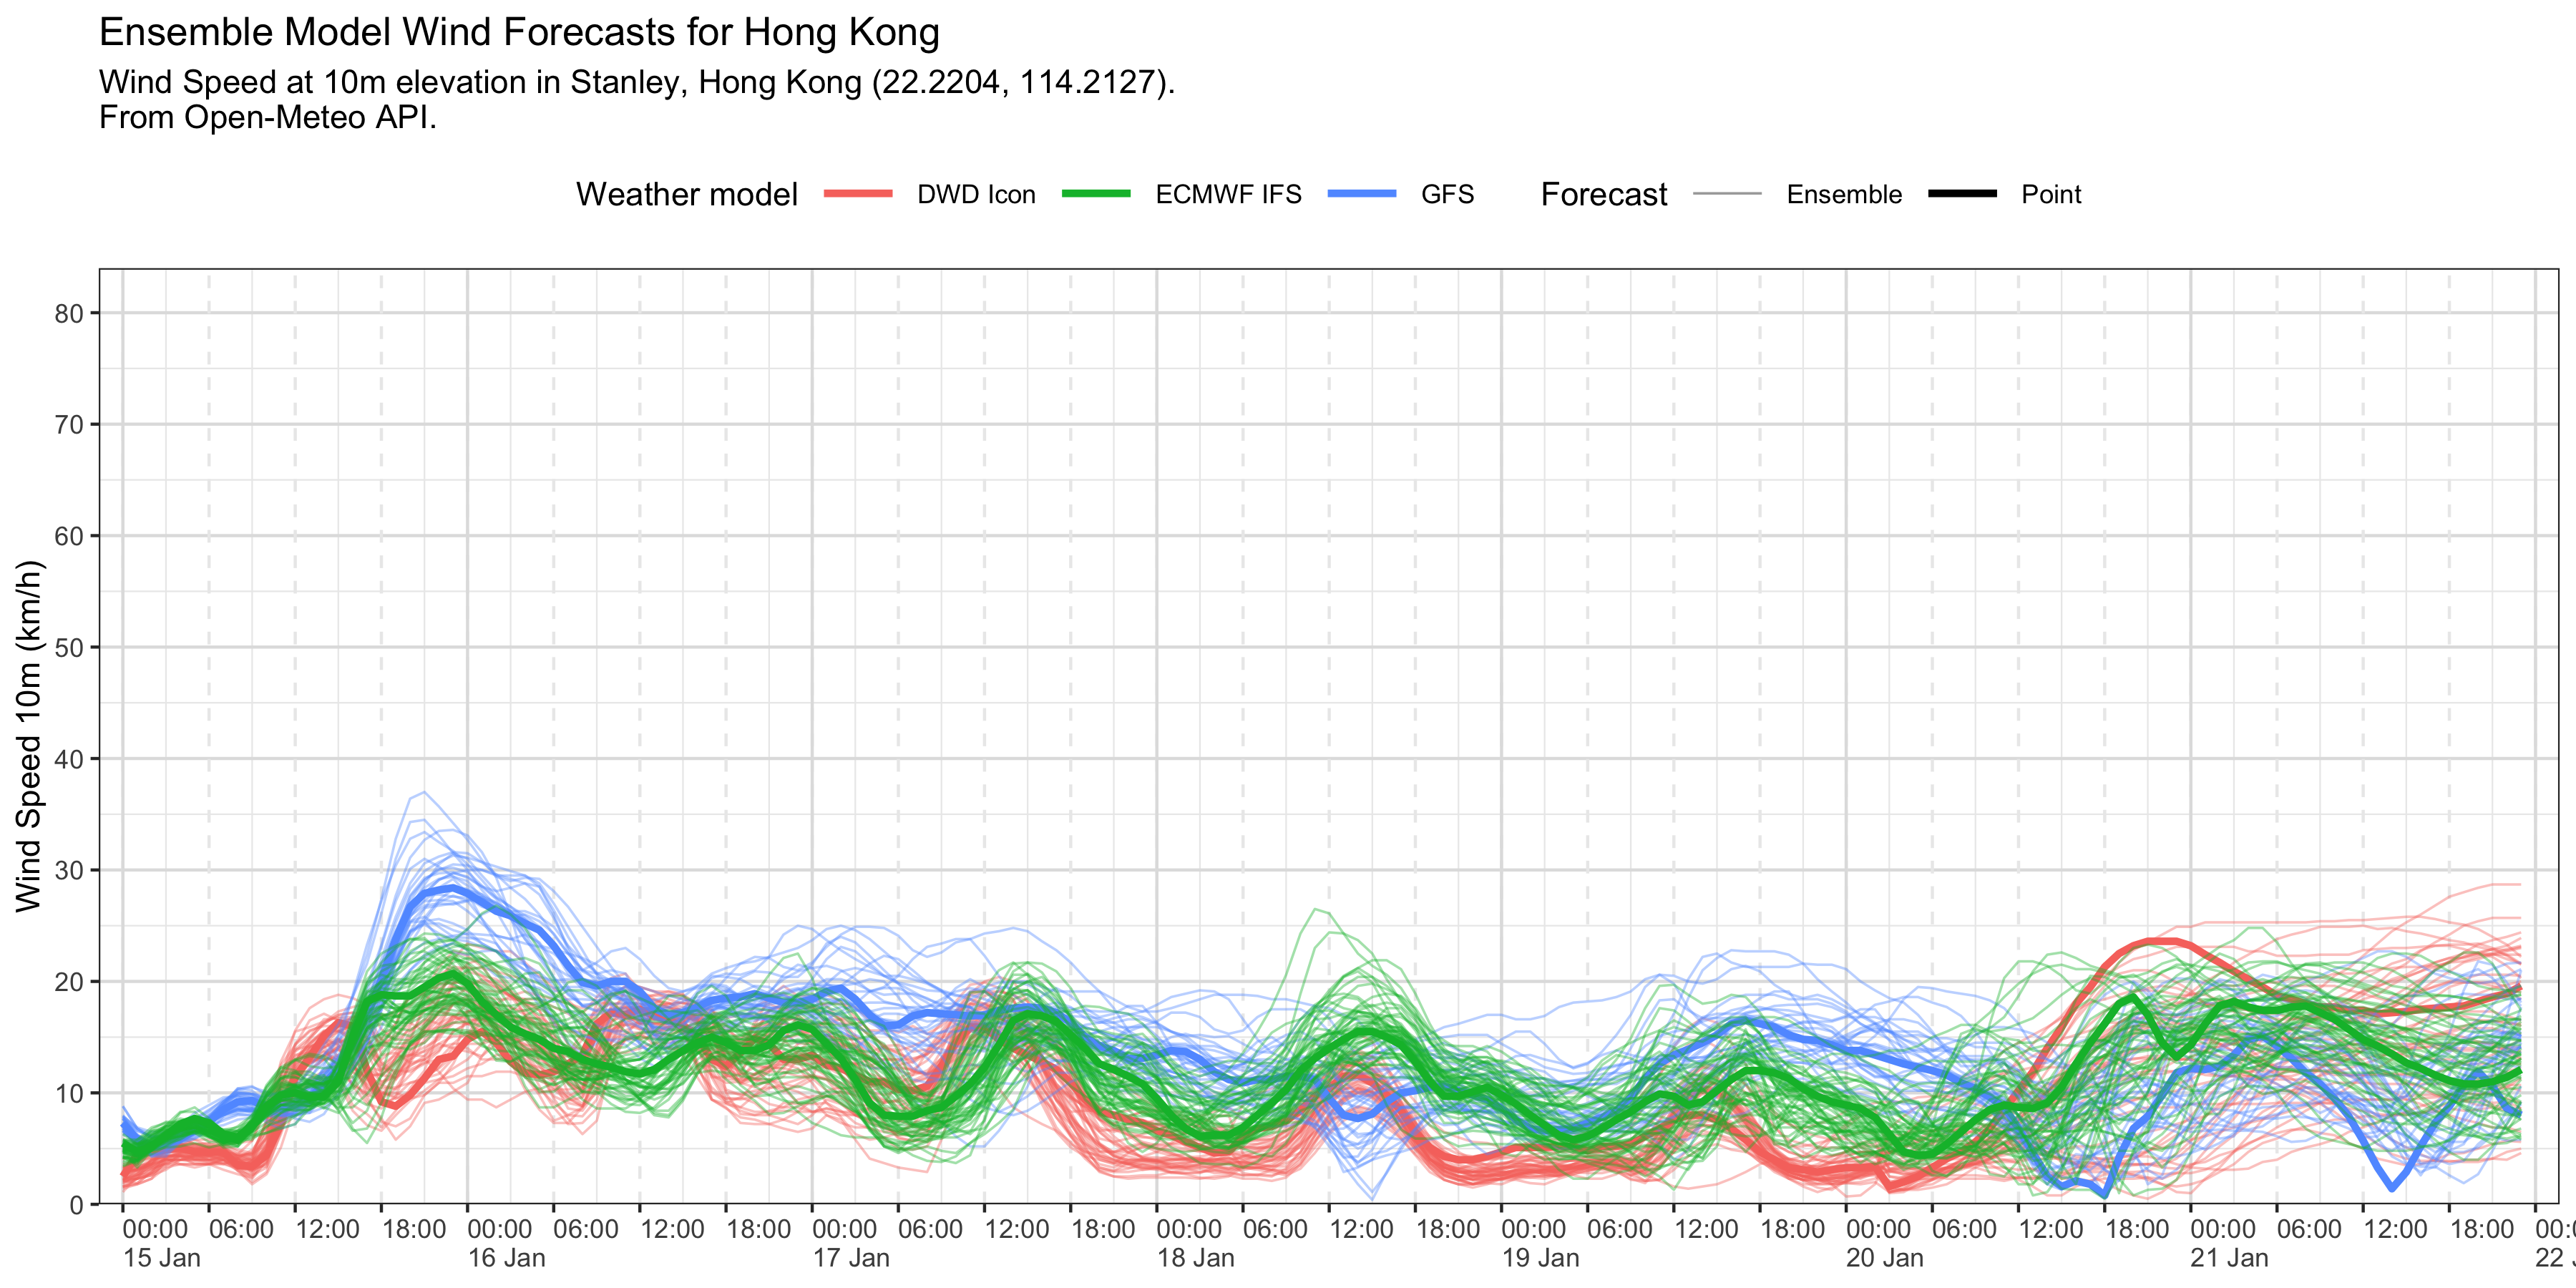 Ensemble Model Wind Forecasts for Hong Kong
Wind Speed at 10m elevation in Stanley, Hong Kong (22.2204, 114.2127).
From Open-Meteo API.
Weather model DWD Icon ECMWF IFS GFS Forecast Ensemble Point
Wind Speed 10m (km/h)
80
70
60
50
40
30
20
10
0
00:00 06:00 12:00 18:00 00:00 06:00 12:00 18:00 00:00 06:00 12:00 18:00 00:00 06:00 12:00 18:00 00:00 06:00 12:00 18:00 00:00 06:00 12:00 18:00 00:00 06:00 12:00 18:00
15 Jan 16 Jan 17 Jan 18 Jan 19 Jan 20 Jan 21 Jan 22